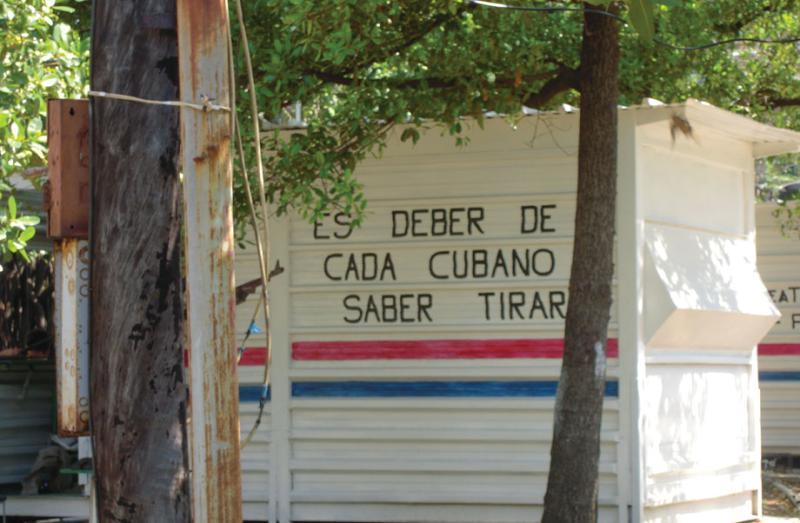 ES DEBER DE
CADA CUBANO
SABER TIRAR